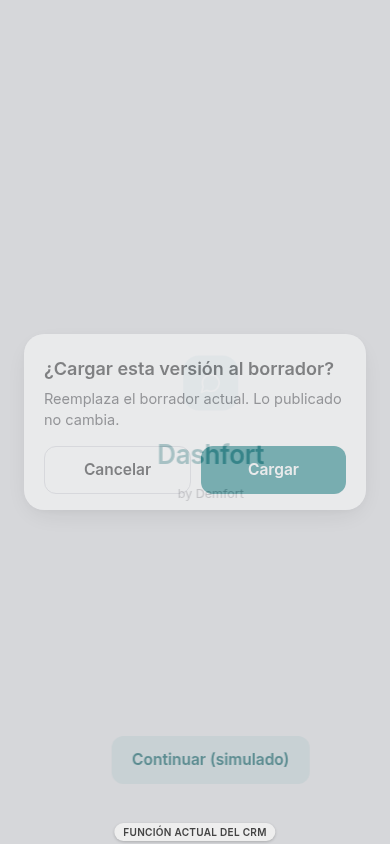 ¿Cargar esta versión al borrador?
Reemplaza el borrador actual. Lo publicado
no cambia.
Dashfort
Cancelar
Cargar
by Demfort
Continuar (simulado)
FUNCIÓN ACTUAL DEL CRM